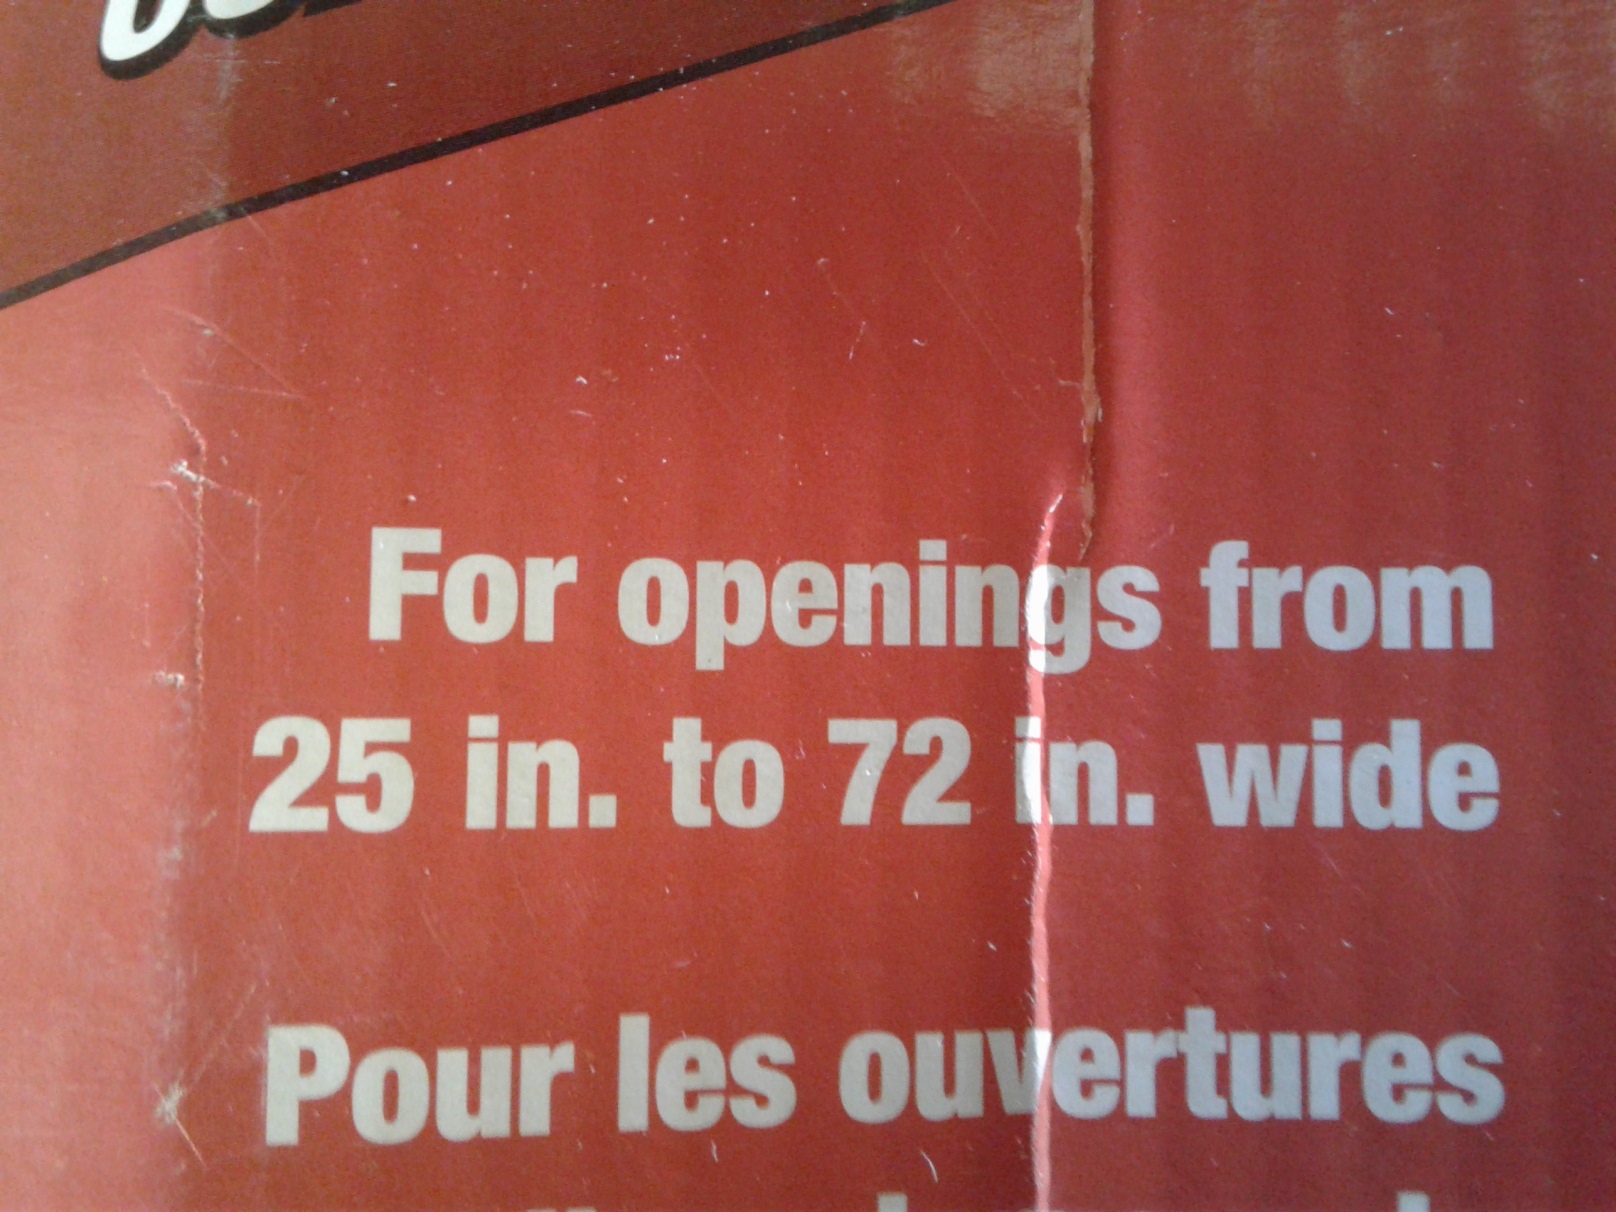 For openings from
25 in. to 72 in. wide
Pour les ouvertures